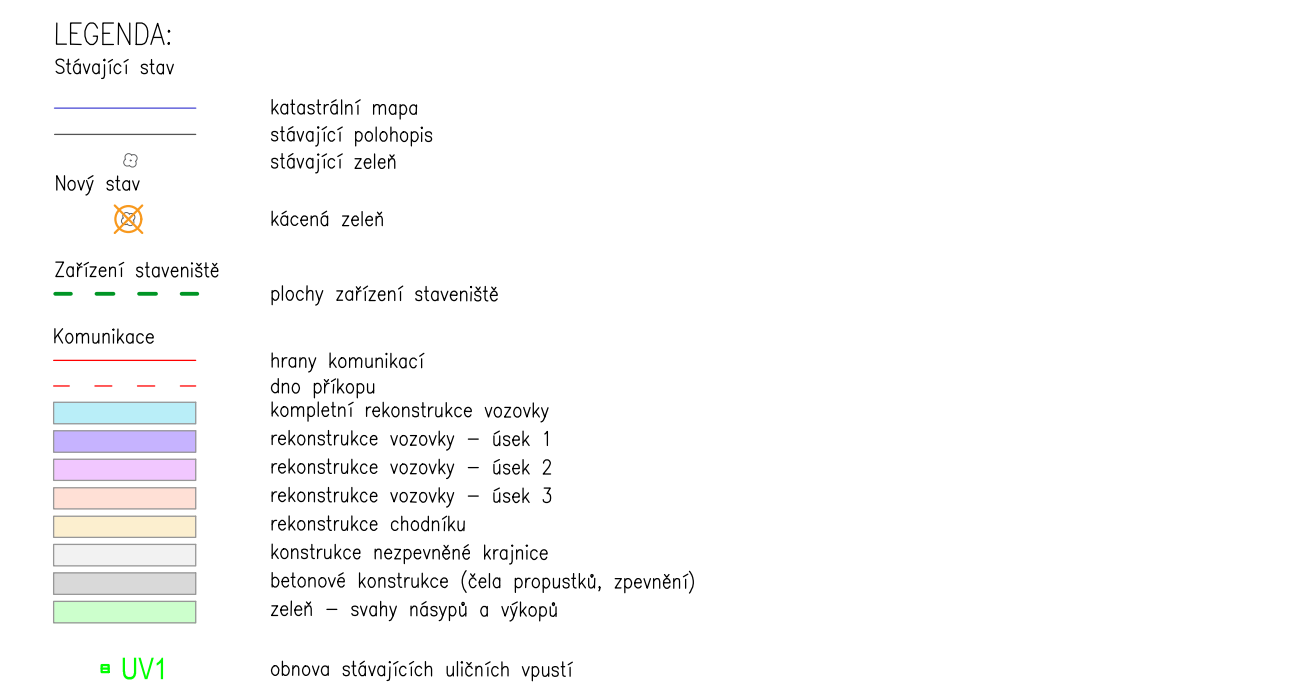 LEGENDA:
Stávající stav
katastrální mapa
stávající polohopis
stávající zeleň
Nový stav
kácená zeleň
Zařízení staveniště
plochy zařízení staveniště
Komunikace
hrany komunikací
dno příkopu
kompletní rekonstrukce vozovky
rekonstrukce vozovky – úsek 1
rekonstrukce vozovky – úsek 2
rekonstrukce vozovky – úsek 3
rekonstrukce chodníku
konstrukce nezpevněné krajnice
betonové konstrukce (čela propustků, zpevnění)
zeleň – svahy násypů a výkopů
UV1 obnova stávajících uličních vpustí